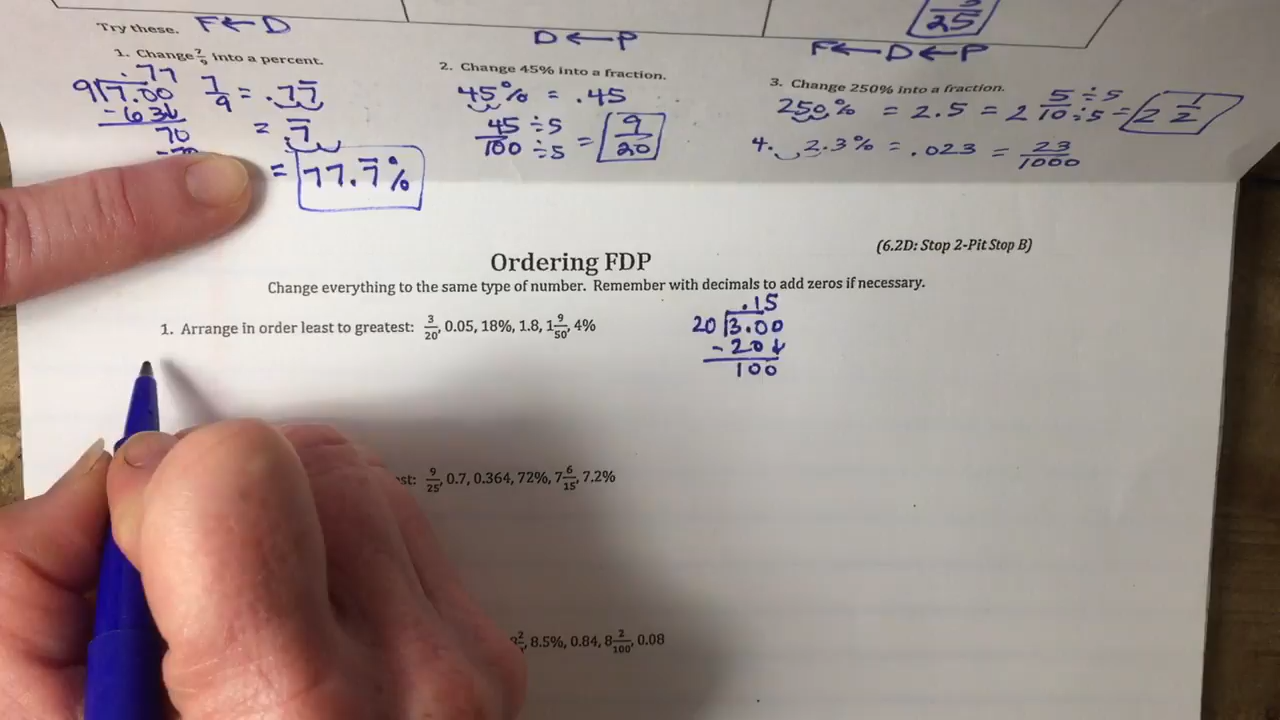 25
Try these. F←D
D←P
F←D←P
1. Change 7/9 into a percent.
.77
9)7.00
-63↓
70
7/9 = .77̅
= .7̅
= 77.7̅%
2. Change 45% into a fraction.
45% = .45
45/100 ÷5/÷5 = 9/20
3. Change 250% into a fraction.
250% = 2.5 = 2 5/10 ÷5/÷5 = 2 1/2
4. 2.3% = .023 = 23/1000
(6.2D: Stop 2-Pit Stop B)
Ordering FDP
Change everything to the same type of number. Remember with decimals to add zeros if necessary.
1. Arrange in order least to greatest: 3/20, 0.05, 18%, 1.8, 1 9/50, 4%
.15
20)3.00
-20↓
100
est: 9/25, 0.7, 0.364, 72%, 7 6/15, 7.2%
8.5%, 0.84, 8 2/100, 0.08